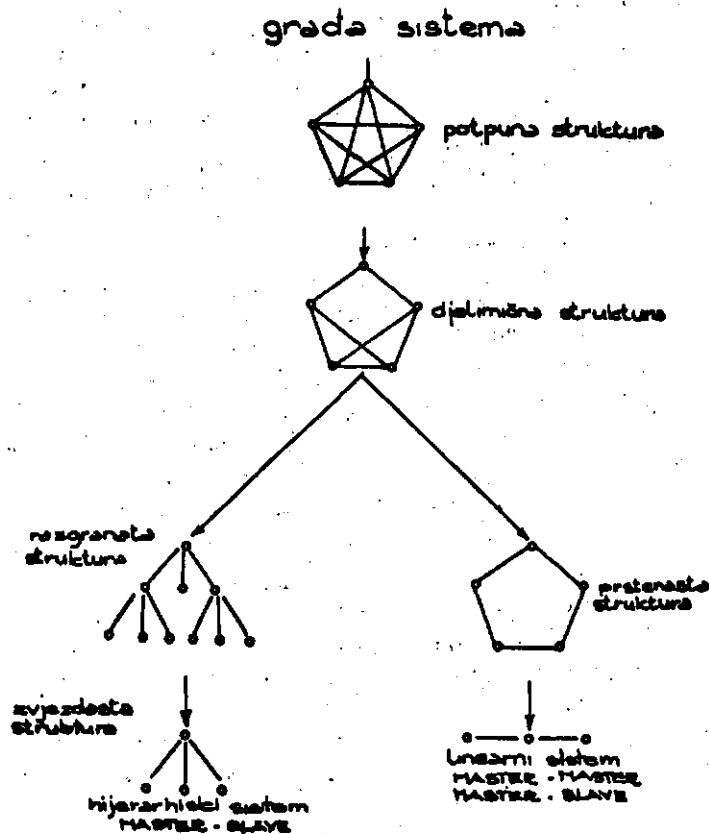 građa sistema
potpuna struktura
djelimična struktura
razgranata
struktura
prstenasta
struktura
zvjezdasta
struktura
linearni sistem
MASTER - MASTER
MASTER - SLAVE
hijerarhiski sistem
MASTER - SLAVE